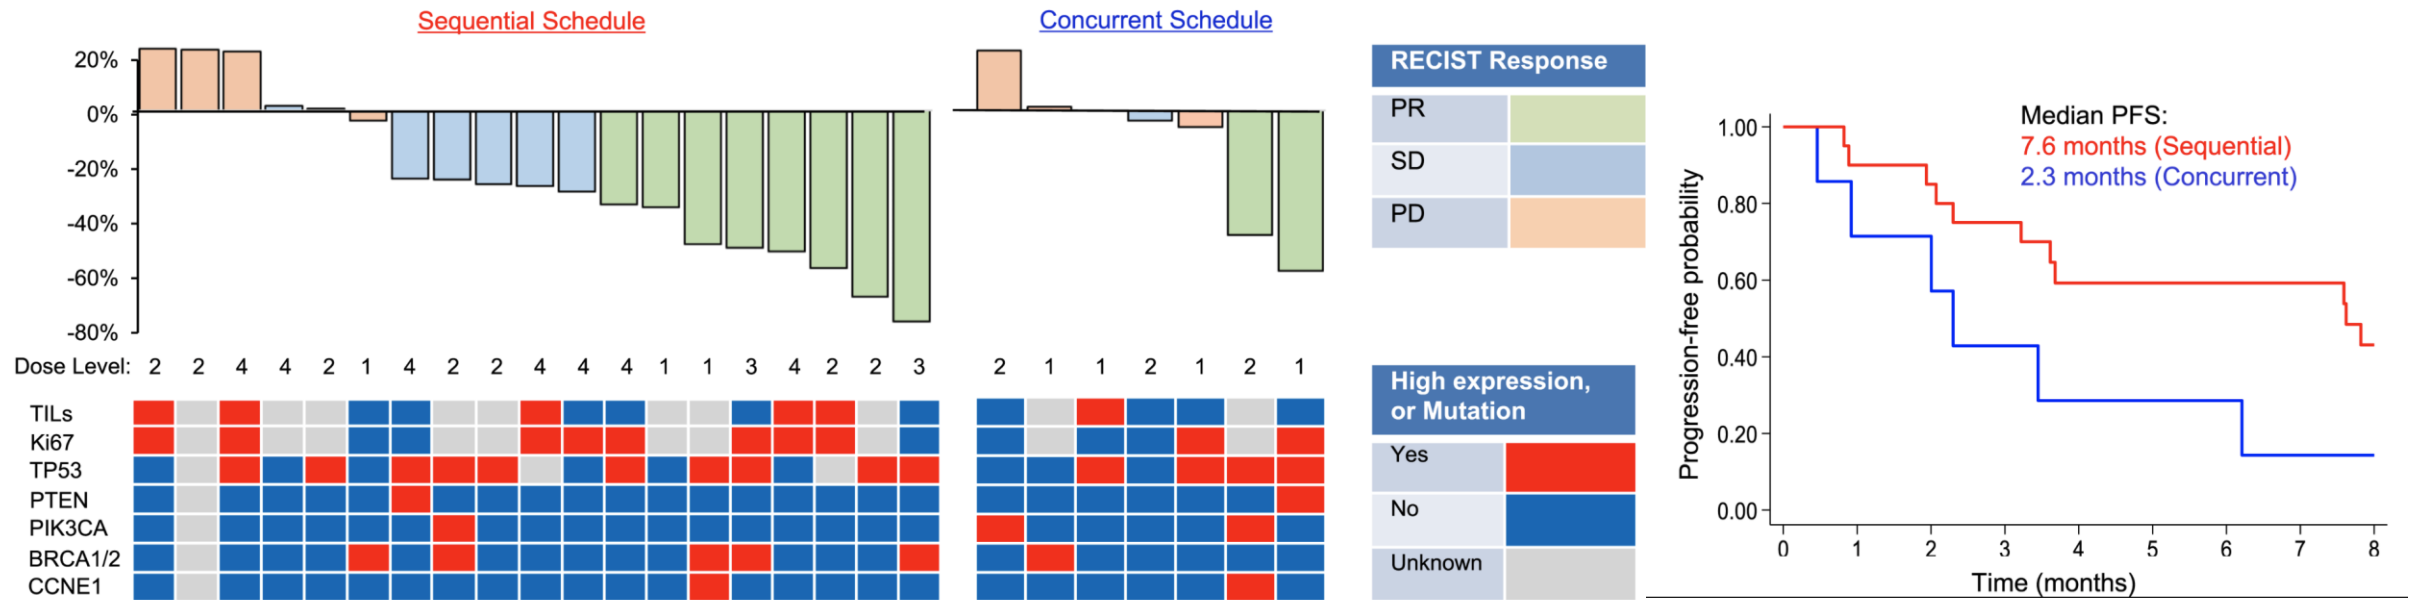 Sequential Schedule
Concurrent Schedule
20%
0%
-20%
-40%
-60%
-80%
Dose Level: 2 2 4 4 2 1 4 2 2 4 4 4 1 1 3 4 2 2 3
2 1 1 2 1 2 1
TILs
Ki67
TP53
PTEN
PIK3CA
BRCA1/2
CCNE1
RECIST Response
PR
SD
PD
High expression,
or Mutation
Yes
No
Unknown
Median PFS:
7.6 months (Sequential)
2.3 months (Concurrent)
Progression-free probability
1.00
0.80
0.60
0.40
0.20
0.00
0 1 2 3 4 5 6 7 8
Time (months)